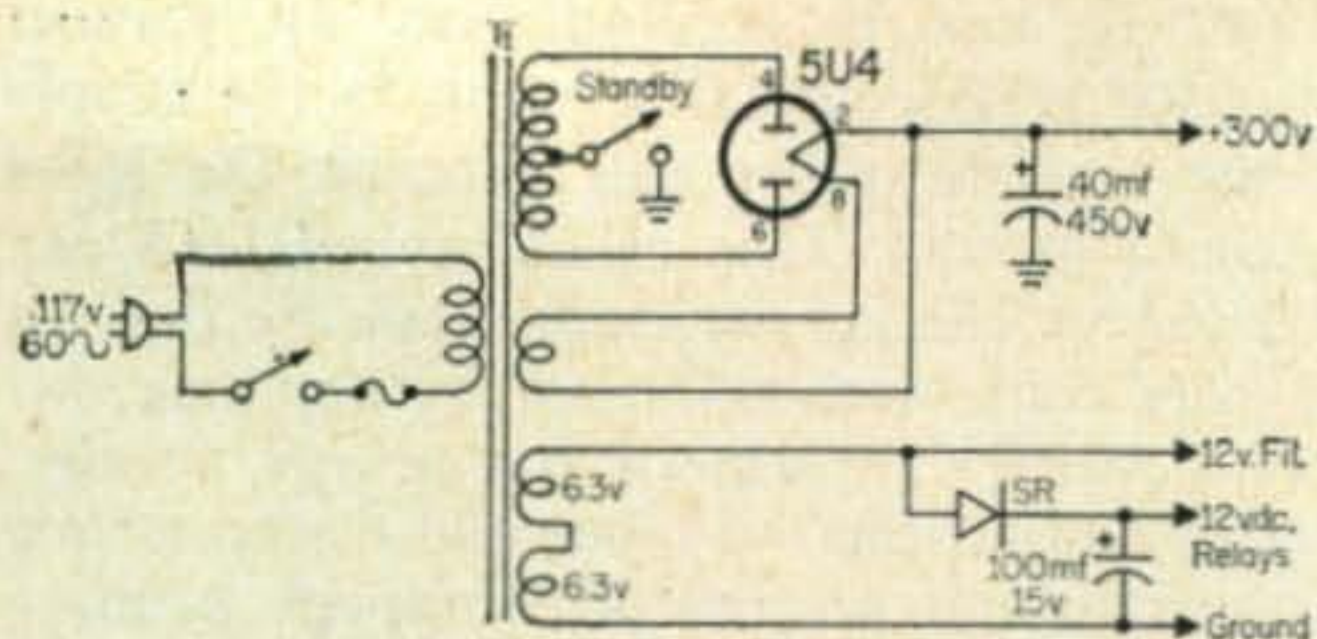 5U4
Standby
4
2
+300v
40mf
450v
8
6
.117v
60
12v. Fil.
6.3v
SR
12vdc.
Relays
100mf
15v
6.3v
Ground